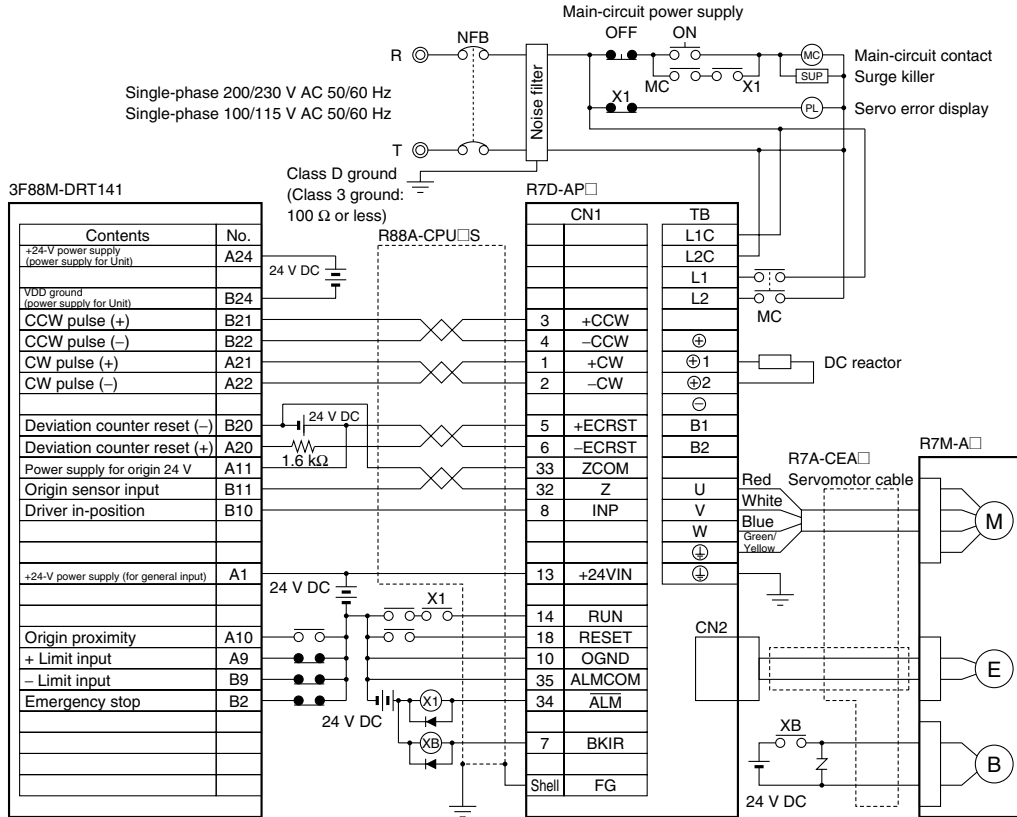 Main-circuit power supply
OFF
ON
NFB
R
MC
Main-circuit contact
SUP
Surge killer
MC
X1
X1
PL
Servo error display
Noise filter
Single-phase 200/230 V AC 50/60 Hz
Single-phase 100/115 V AC 50/60 Hz
T
Class D ground
(Class 3 ground:
100 Ω or less)
3F88M-DRT141
R7D-AP□
R88A-CPU□S
Contents No.
+24-V power supply
(power supply for Unit) A24
VDD ground
(power supply for Unit) B24
CCW pulse (+) B21
CCW pulse (−) B22
CW pulse (+) A21
CW pulse (−) A22
Deviation counter reset (−) B20
Deviation counter reset (+) A20
Power supply for origin 24 V A11
Origin sensor input B11
Driver in-position B10
+24-V power supply (for general input) A1
Origin proximity A10
+ Limit input A9
− Limit input B9
Emergency stop B2
24 V DC
24 V DC
1.6 kΩ
24 V DC
X1
24 V DC
X1
XB
CN1
3 +CCW
4 −CCW
1 +CW
2 −CW
5 +ECRST
6 −ECRST
33 ZCOM
32 Z
8 INP
13 +24VIN
14 RUN
18 RESET
10 OGND
35 ALMCOM
34 ALM
7 BKIR
Shell FG
TB
L1C
L2C
L1
L2
⊕
⊕1
⊕2
⊖
B1
B2
U
V
W
CN2
MC
DC reactor
R7A-CEA□
Servomotor cable
R7M-A□
Red
White
Blue
Green/
Yellow
M
E
XB
24 V DC
B